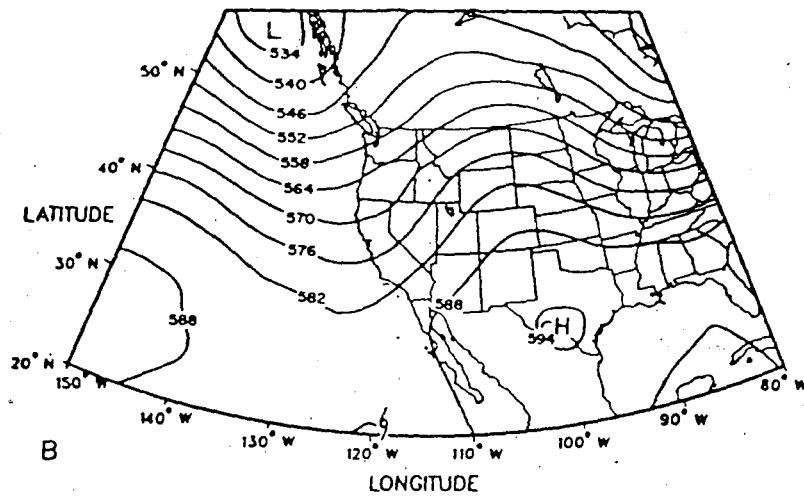 L
534
50° N
540
546
552
558
40° N
564
LATITUDE
570
576
30° N
582
588
588
H
594
20° N
150° W
80° W
140° W
90° W
130° W
120° W
110° W
100° W
B
LONGITUDE